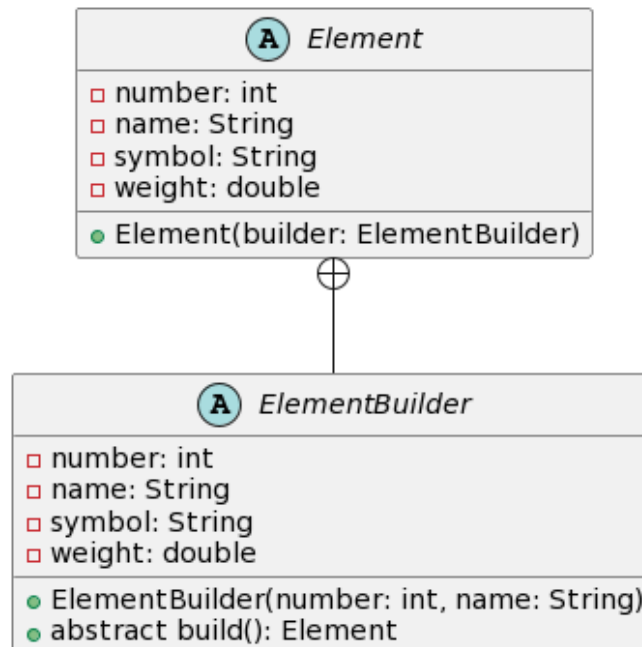 A Element
number: int
name: String
symbol: String
weight: double
Element(builder: ElementBuilder)
A ElementBuilder
number: int
name: String
symbol: String
weight: double
ElementBuilder(number: int, name: String)
abstract build(): Element